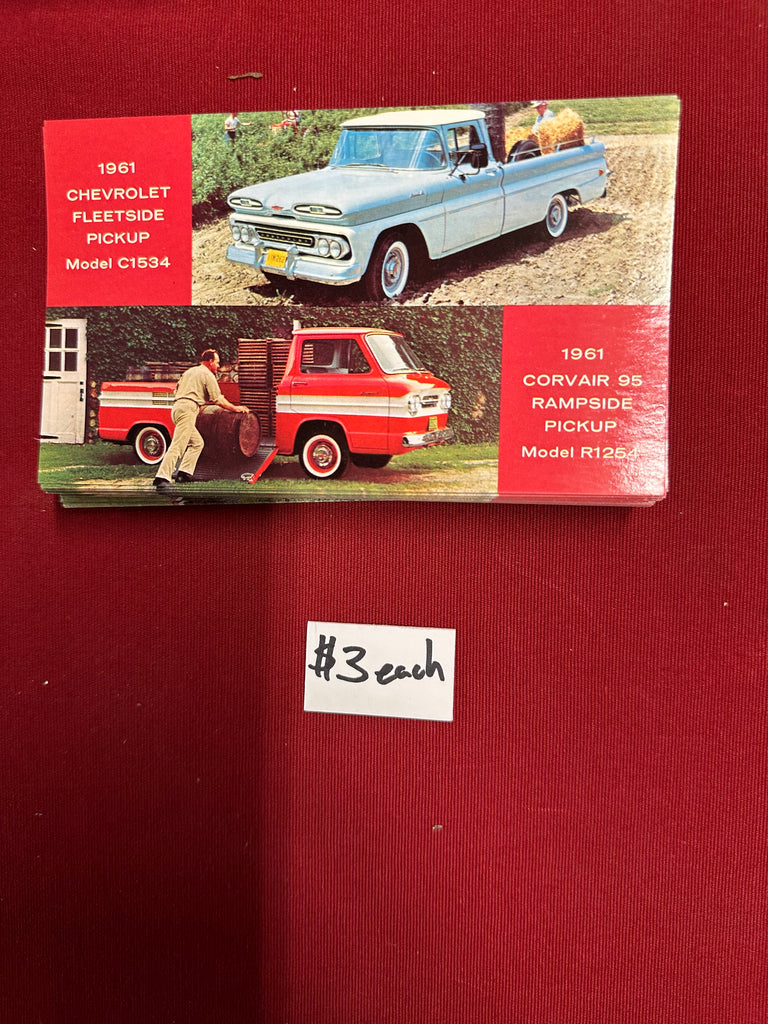 1961
CHEVROLET
FLEETSIDE
PICKUP
Model C1534
1961
CORVAIR 95
RAMPSIDE
PICKUP
Model R1254
$3 each